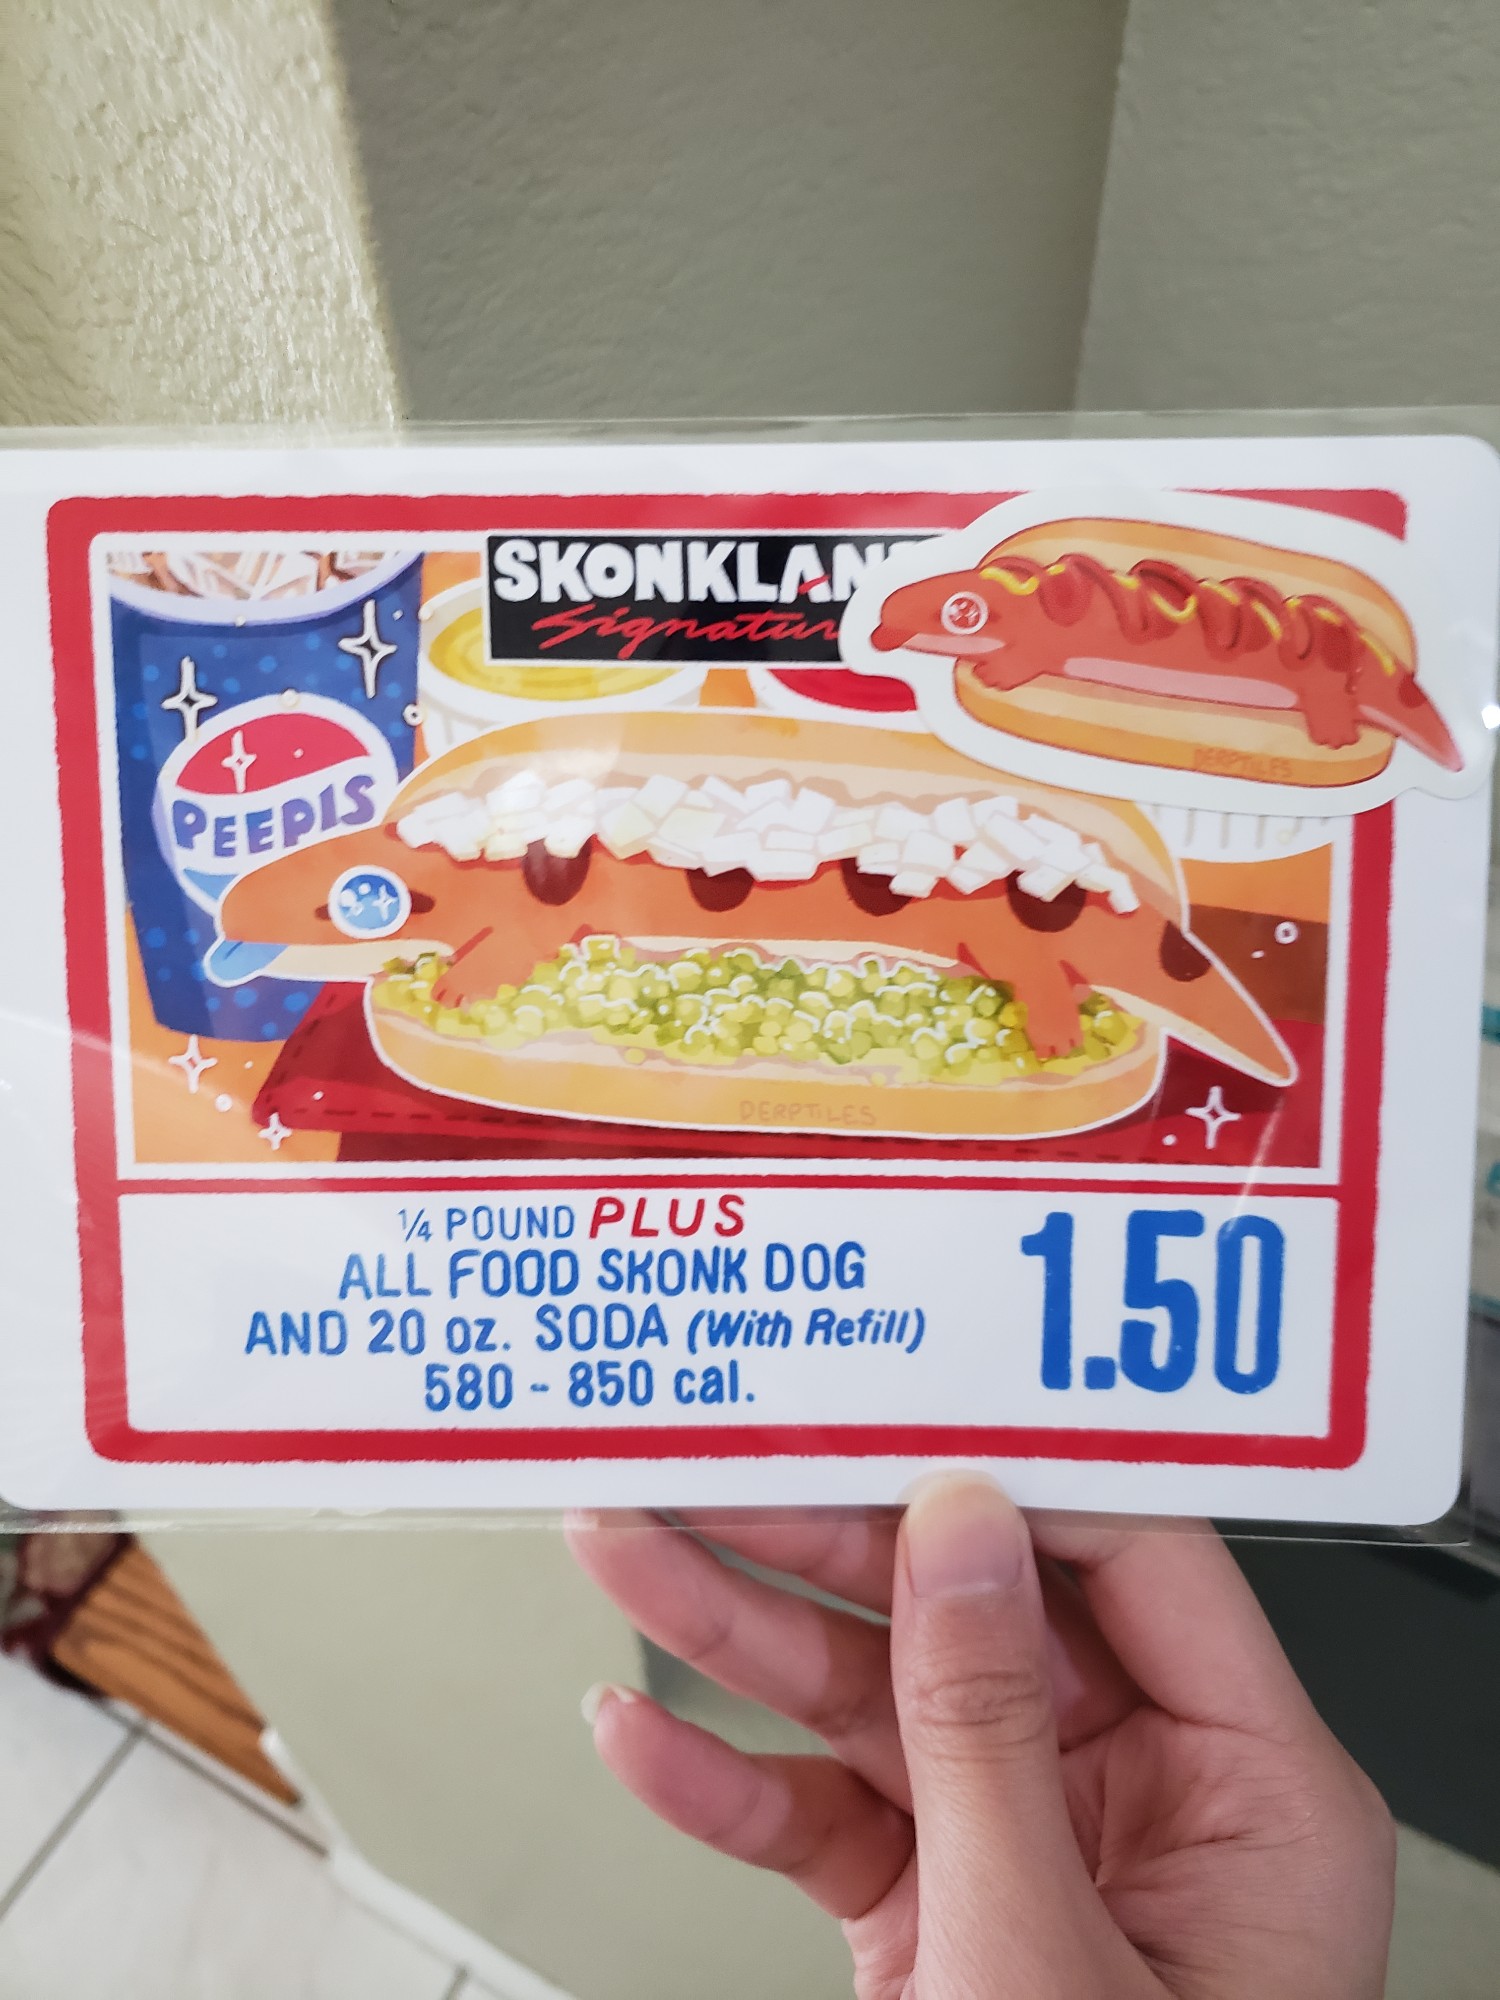 SKONKLAN
Signatur
PEEPIS
DERPTILES
DERPTILES
1/4 POUND PLUS
ALL FOOD SKONK DOG
AND 20 oz. SODA (With Refill)
580 - 850 cal.
1.50